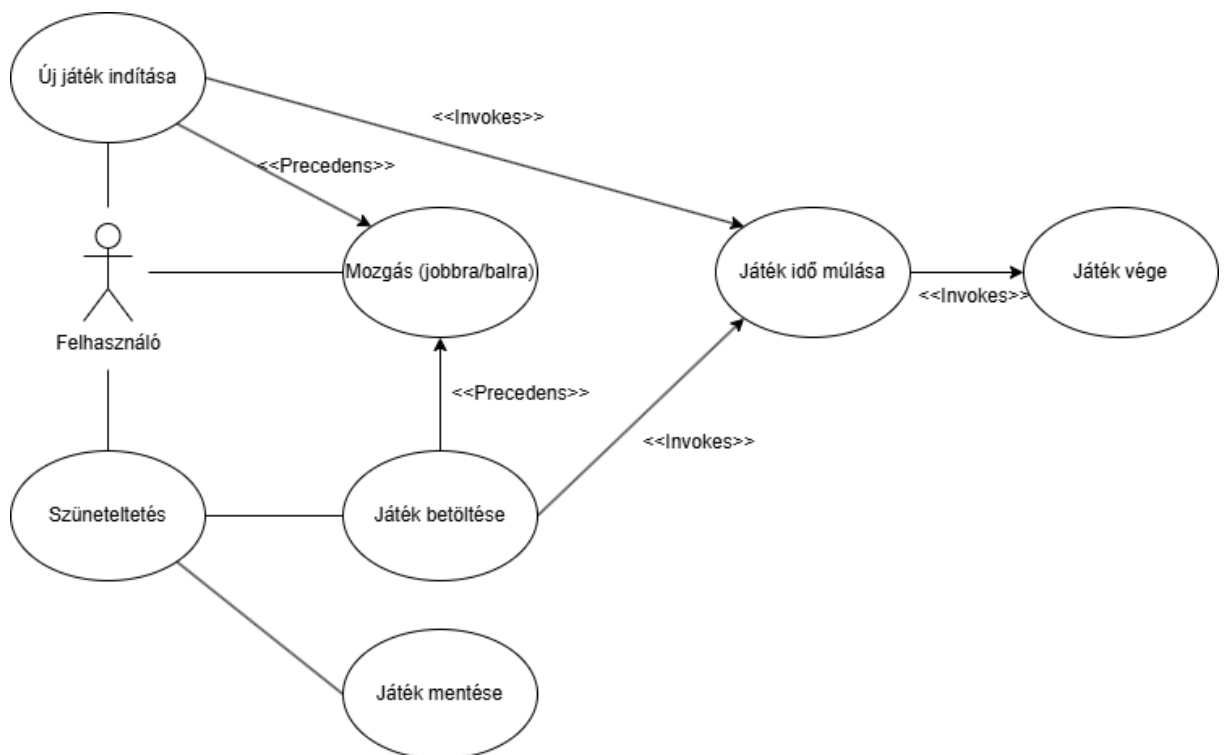 Új játék indítása
<<Invokes>>
<<Precedens>>
Mozgás (jobbra/balra)
Játék idő múlása
Játék vége
<<Invokes>>
Felhasználó
<<Precedens>>
<<Invokes>>
Szüneteltetés
Játék betöltése
Játék mentése